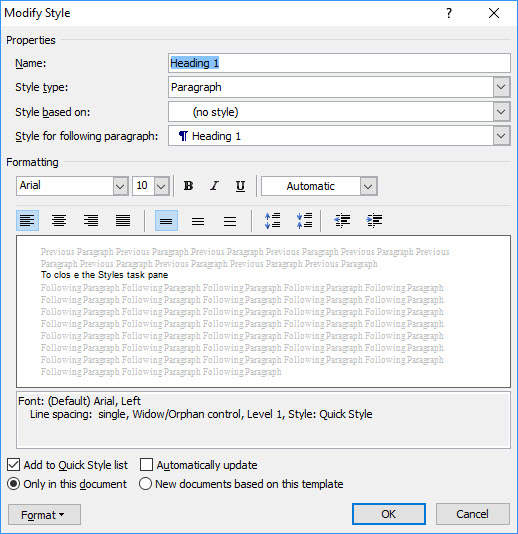 Modify Style
Properties
Name: Heading 1
Style type: Paragraph
Style based on: (no style)
Style for following paragraph: ¶ Heading 1
Formatting
Arial 10 B I U Automatic
Previous Paragraph Previous Paragraph Previous Paragraph Previous Paragraph Previous
Paragraph Previous Paragraph Previous Paragraph Previous Paragraph
To clos e the Styles task pane
Following Paragraph Following Paragraph Following Paragraph Following Paragraph Following Paragraph
Following Paragraph Following Paragraph Following Paragraph Following Paragraph Following Paragraph
Following Paragraph Following Paragraph Following Paragraph Following Paragraph Following Paragraph
Following Paragraph Following Paragraph Following Paragraph Following Paragraph Following Paragraph
Following Paragraph Following Paragraph Following Paragraph Following Paragraph Following Paragraph
Following Paragraph Following Paragraph Following Paragraph Following Paragraph Following Paragraph
Following Paragraph Following Paragraph Following Paragraph Following Paragraph Following Paragraph
Following Paragraph Following Paragraph Following Paragraph
Font: (Default) Arial, Left
Line spacing: single, Widow/Orphan control, Level 1, Style: Quick Style
Add to Quick Style list Automatically update
Only in this document New documents based on this template
Format OK Cancel